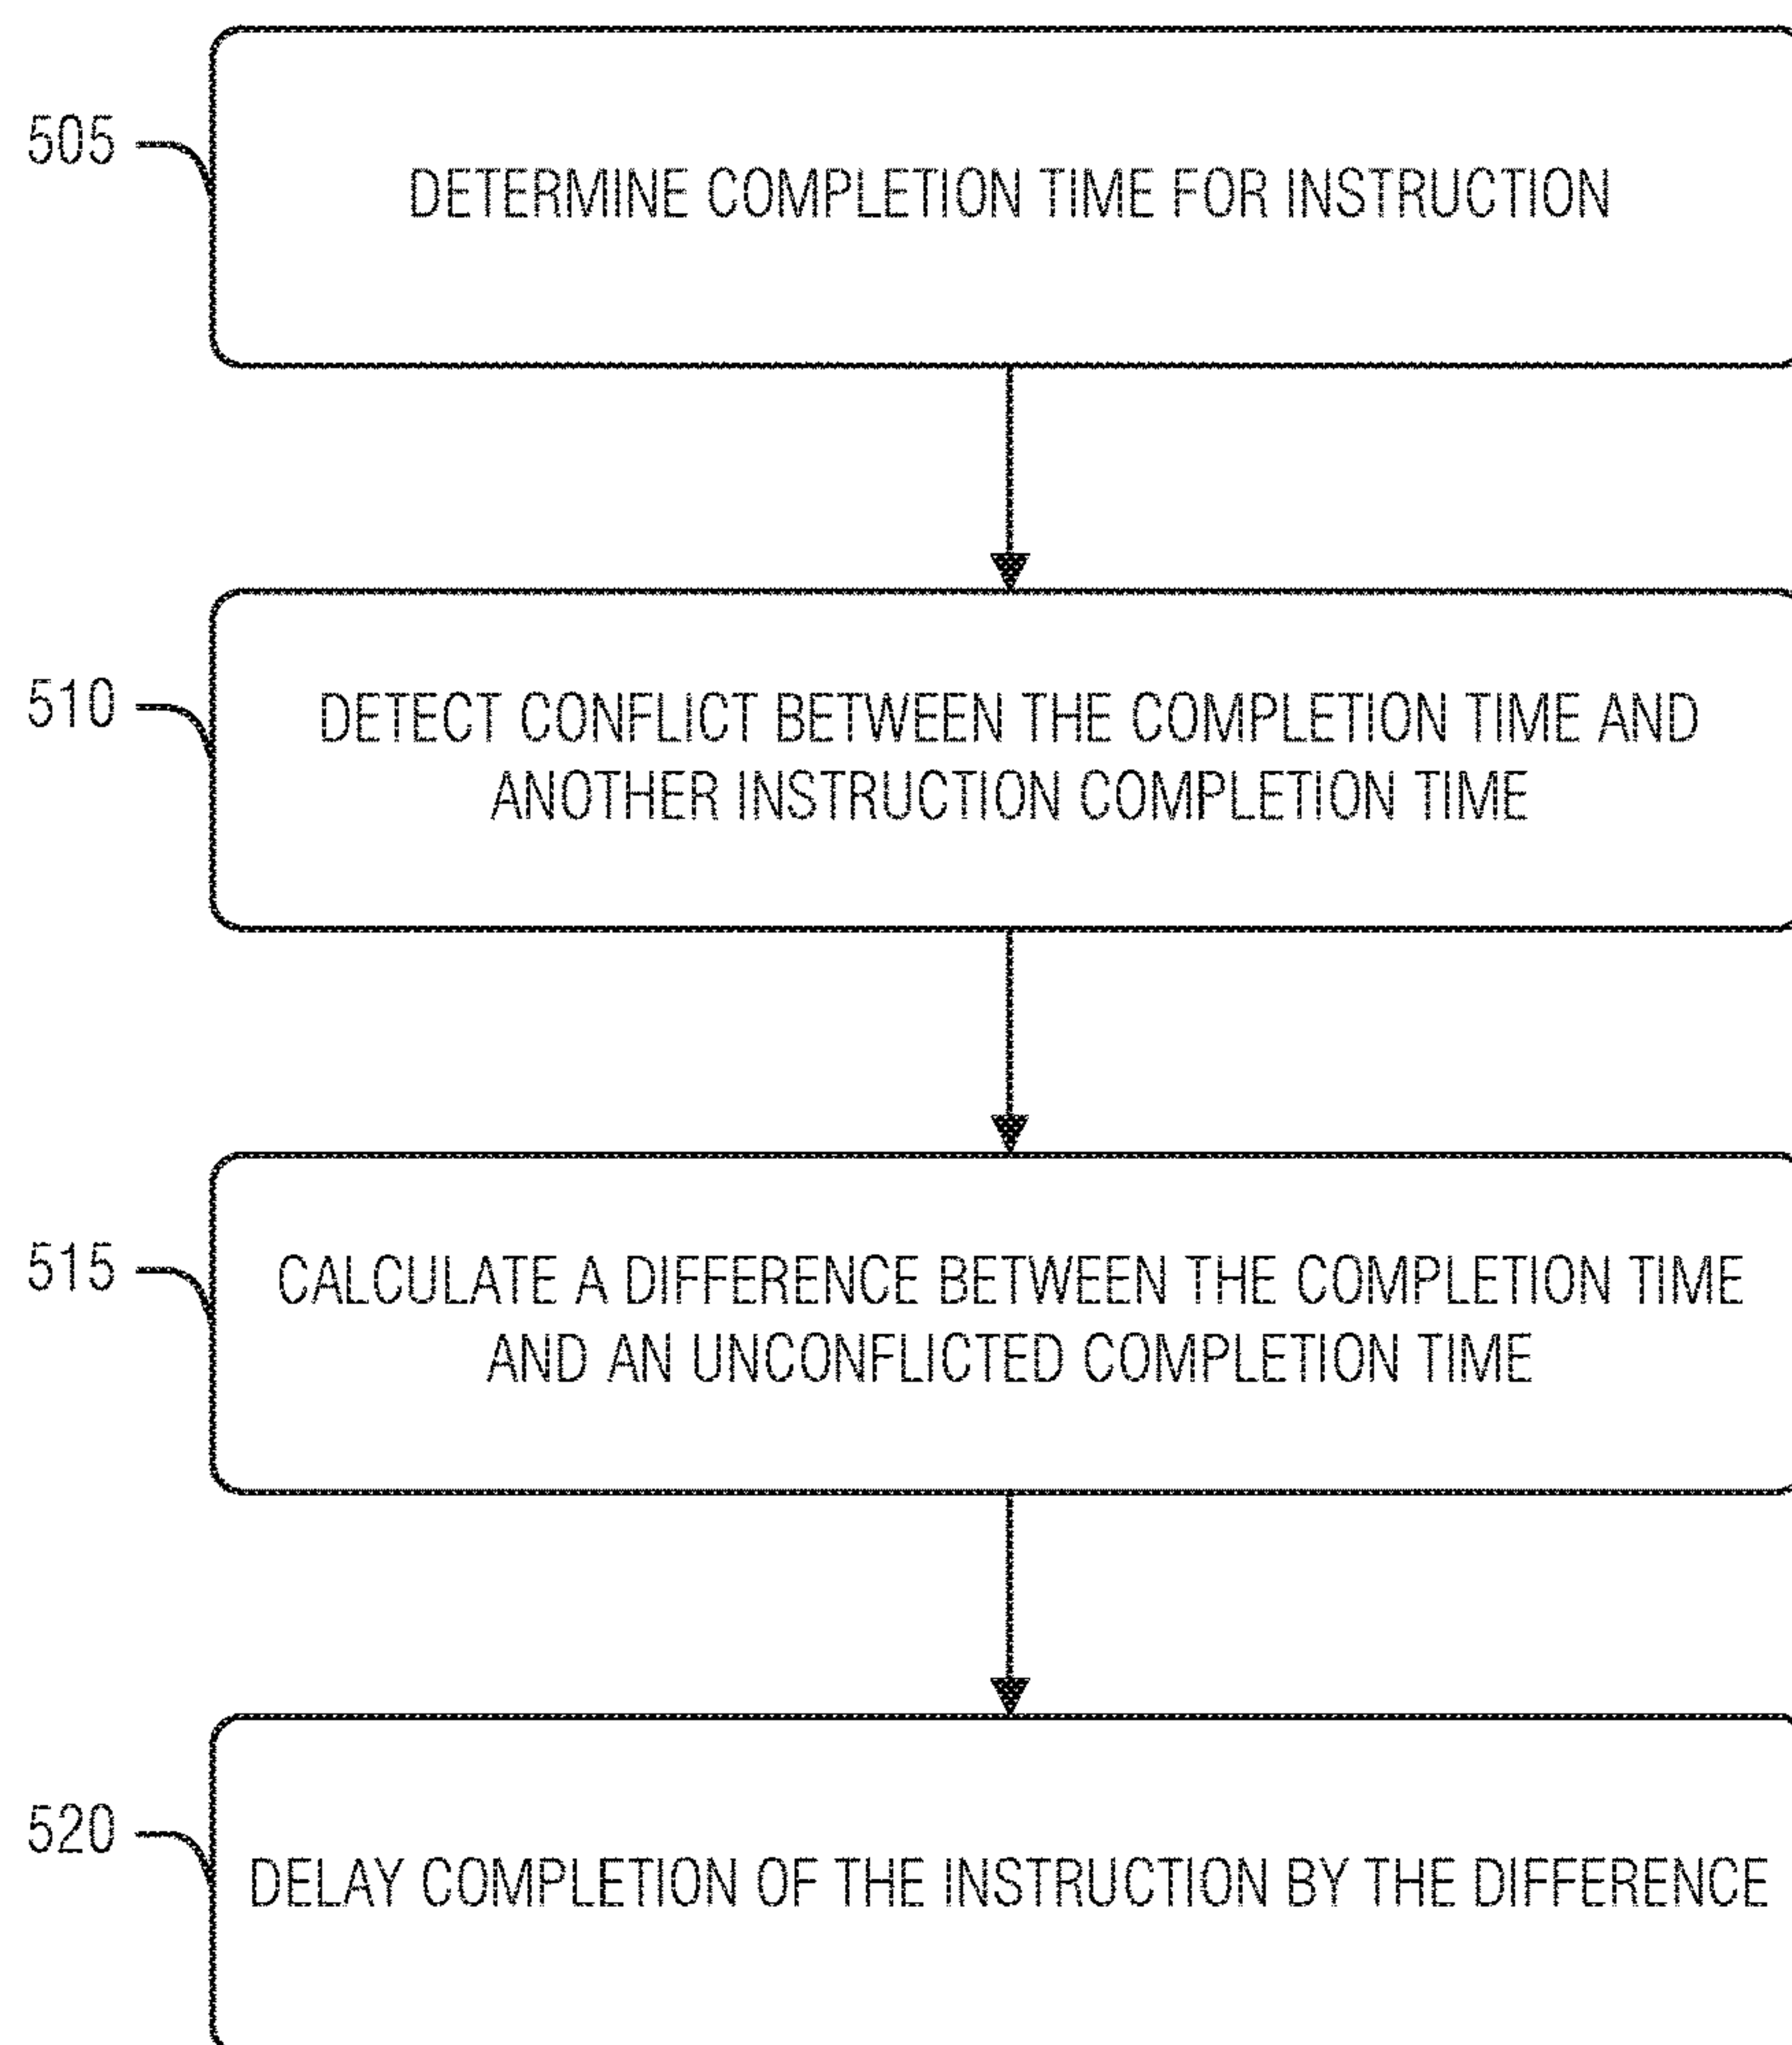 505
DETERMINE COMPLETION TIME FOR INSTRUCTION
510
DETECT CONFLICT BETWEEN THE COMPLETION TIME AND
ANOTHER INSTRUCTION COMPLETION TIME
515
CALCULATE A DIFFERENCE BETWEEN THE COMPLETION TIME
AND AN UNCONFLICTED COMPLETION TIME
520
DELAY COMPLETION OF THE INSTRUCTION BY THE DIFFERENCE